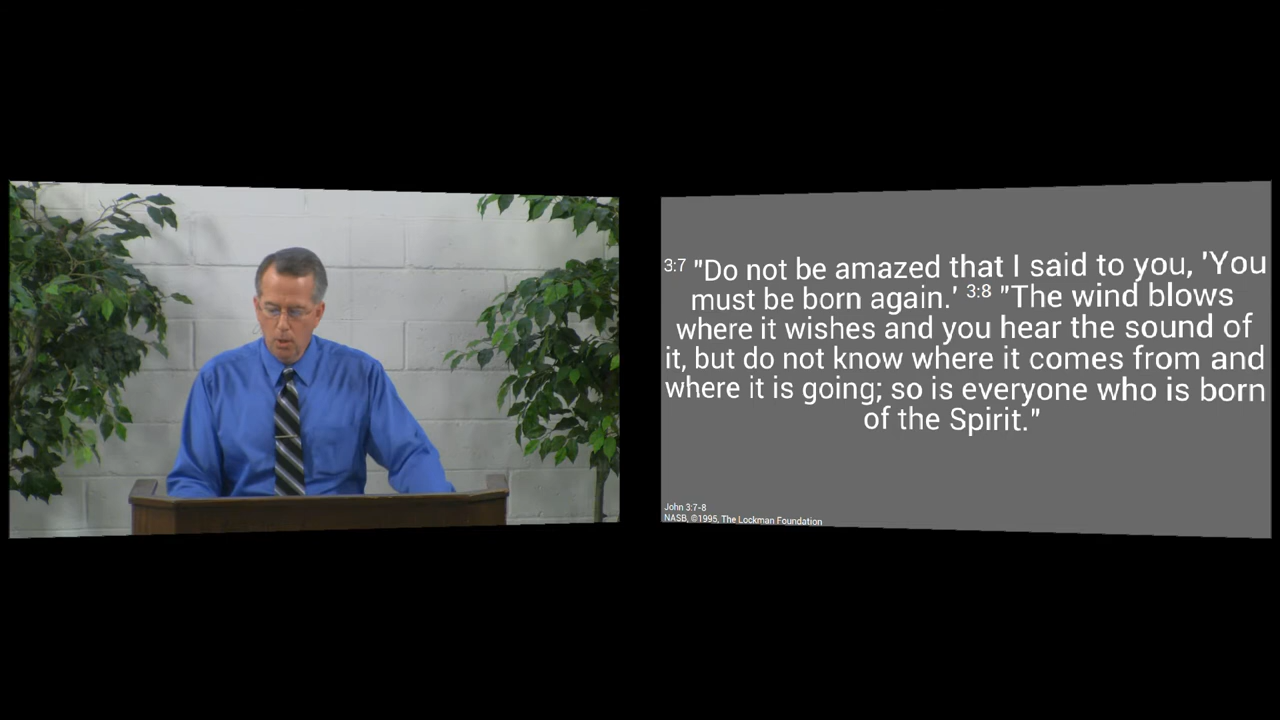 3:7 "Do not be amazed that I said to you, 'You
must be born again.' 3:8 "The wind blows
where it wishes and you hear the sound of
it, but do not know where it comes from and
where it is going; so is everyone who is born
of the Spirit."
John 3:7-8
NASB, ©1995, The Lockman Foundation